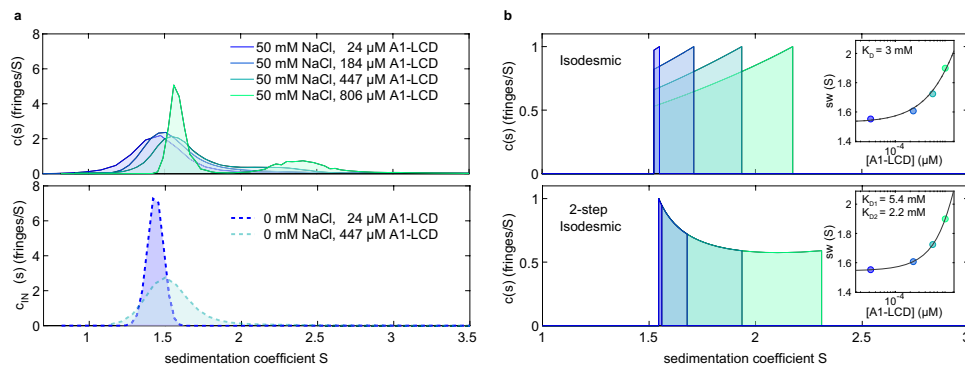 a
c(s) (fringes/S)
8
6
4
2
0
50 mM NaCl, 24 µM A1-LCD
50 mM NaCl, 184 µM A1-LCD
50 mM NaCl, 447 µM A1-LCD
50 mM NaCl, 806 µM A1-LCD
c_IN (s) (fringes/S)
8
6
4
2
0
0 mM NaCl, 24 µM A1-LCD
0 mM NaCl, 447 µM A1-LCD
1 1.5 2 2.5 3 3.5
sedimentation coefficient S
b
c(s) (fringes/S)
1
0.5
0
Isodesmic
K_D = 3 mM
sw (S)
2
1.8
1.6
1.4
10^-4
[A1-LCD] (µM)
c(s) (fringes/S)
1
0.5
0
2-step
Isodesmic
K_D1 = 5.4 mM
K_D2 = 2.2 mM
sw (S)
2
1.8
1.6
1.4
10^-4
[A1-LCD] (µM)
1 1.5 2 2.5 3
sedimentation coefficient S